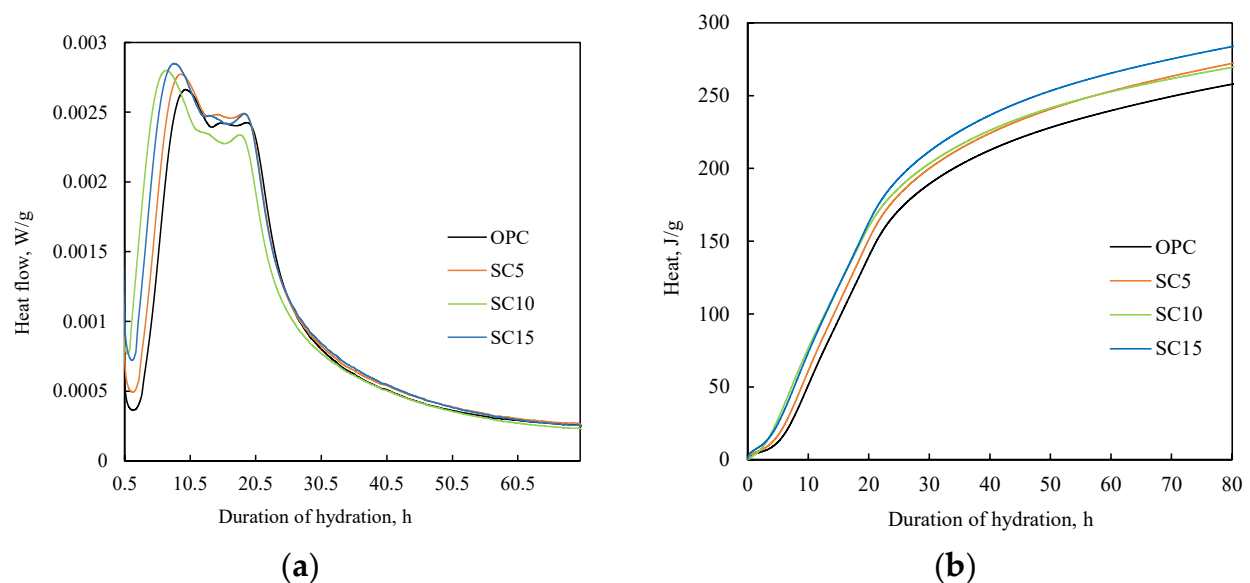 0.003
0.0025
0.002
0.0015
0.001
0.0005
0
Heat flow, W/g
0.5
10.5
20.5
30.5
40.5
50.5
60.5
Duration of hydration, h
OPC
SC5
SC10
SC15
(a)
300
250
200
150
100
50
0
Heat, J/g
0
10
20
30
40
50
60
70
80
Duration of hydration, h
OPC
SC5
SC10
SC15
(b)